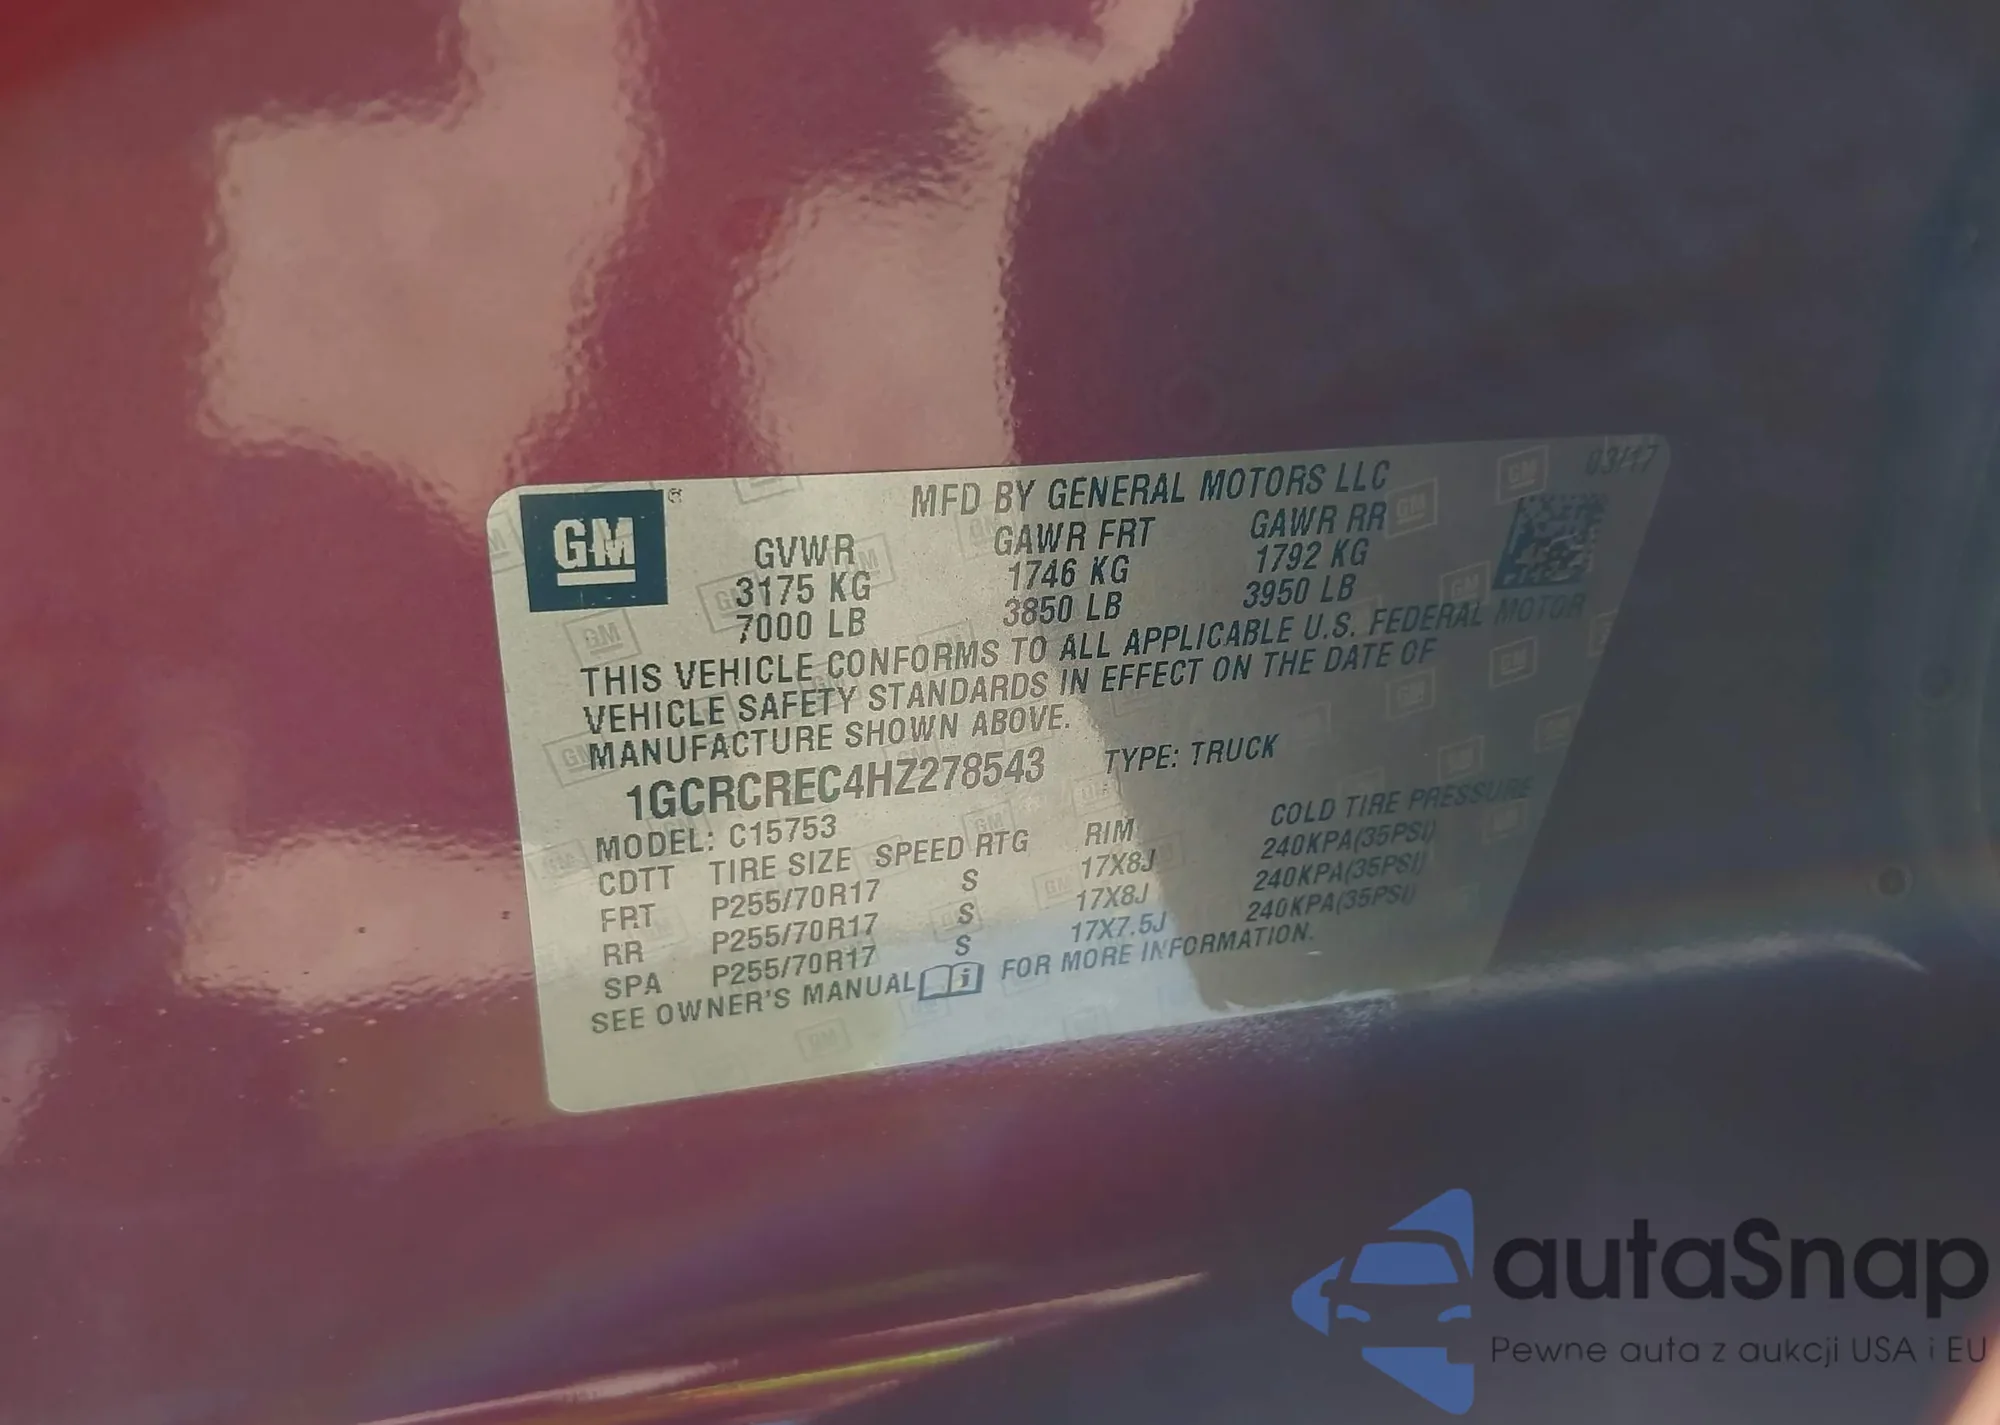 GM ®
MFD BY GENERAL MOTORS LLC
03/17
GVWR GAWR FRT GAWR RR
3175 KG 1746 KG 1792 KG
7000 LB 3850 LB 3950 LB
THIS VEHICLE CONFORMS TO ALL APPLICABLE U.S. FEDERAL MOTOR
VEHICLE SAFETY STANDARDS IN EFFECT ON THE DATE OF
MANUFACTURE SHOWN ABOVE.
1GCRCREC4HZ278543 TYPE: TRUCK
MODEL: C15753
CDTT TIRE SIZE SPEED RTG RIM COLD TIRE PRESSURE
FRT P255/70R17 S 17X8J 240KPA(35PSI)
RR P255/70R17 S 17X8J 240KPA(35PSI)
SPA P255/70R17 S 17X7.5J 240KPA(35PSI)
SEE OWNER'S MANUAL FOR MORE INFORMATION.
autaSnap
Pewne auta z aukcji USA i EU